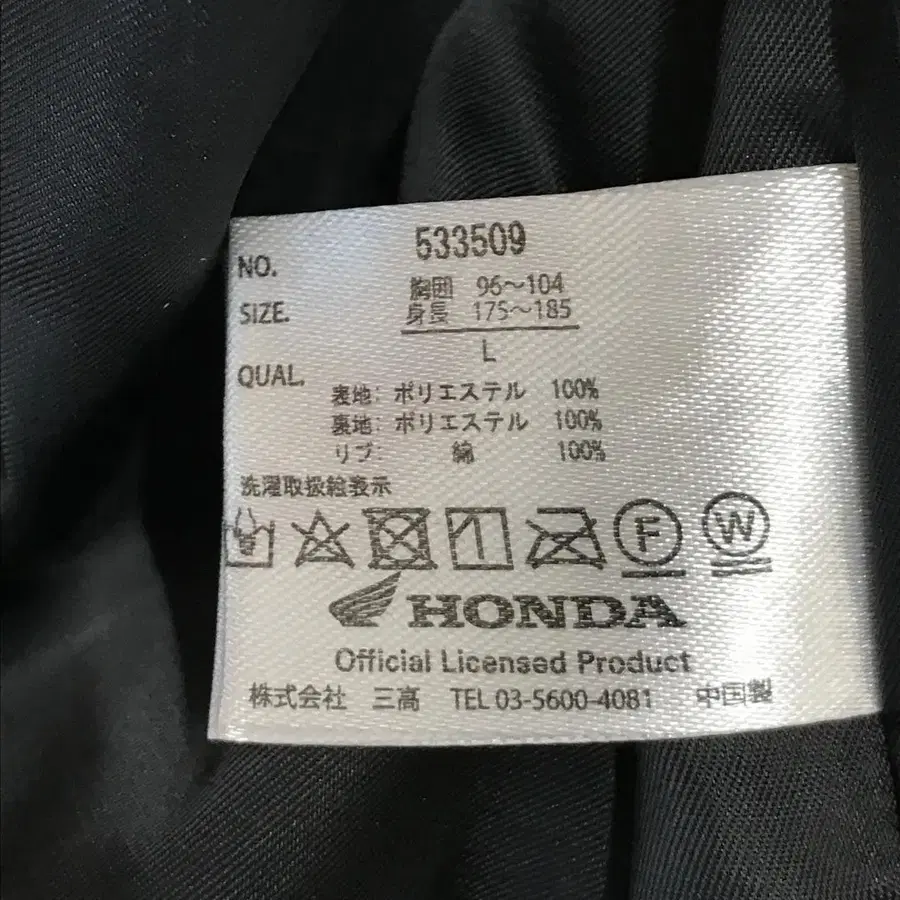 NO. 533509
SIZE. 胸囲 96～104
身長 175～185
L
QUAL.
表地: ポリエステル 100%
裏地: ポリエステル 100%
リブ: 綿 100%
洗濯取扱絵表示
F W
HONDA
Official Licensed Product
株式会社 三高 TEL 03-5600-4081 中国製